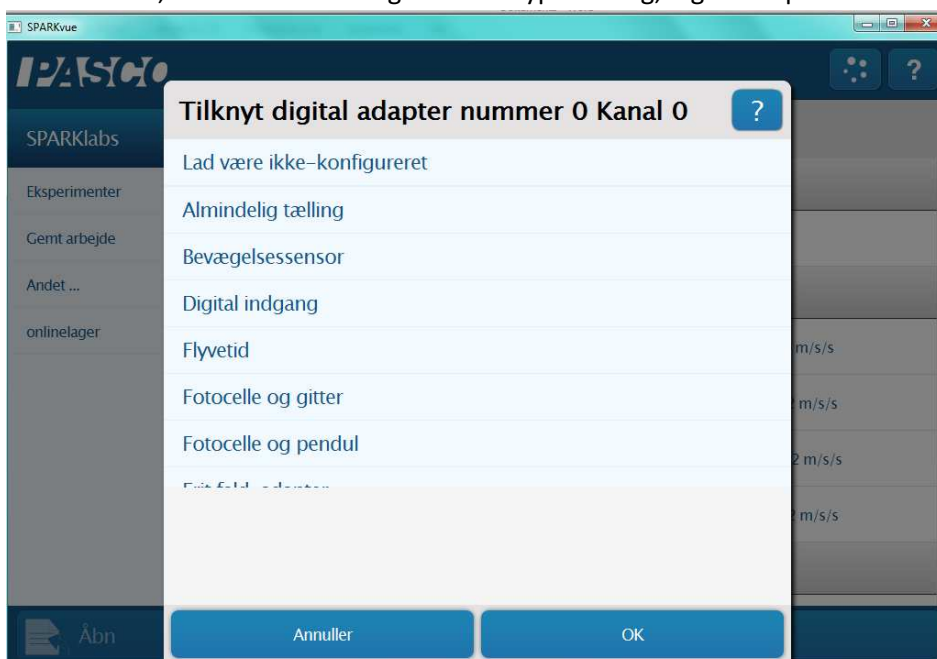 SPARKvue
PASCO
?
Tilknyt digital adapter nummer 0 Kanal 0
?
SPARKlabs
Lad være ikke-konfigureret
Eksperimenter
Almindelig tælling
Gemt arbejde
Bevægelsessensor
Andet ...
Digital indgang
onlinelager
Flyvetid
m/s/s
Fotocelle og gitter
m/s/s
Fotocelle og pendul
2 m/s/s
m/s/s
Åbn
Annuller
OK